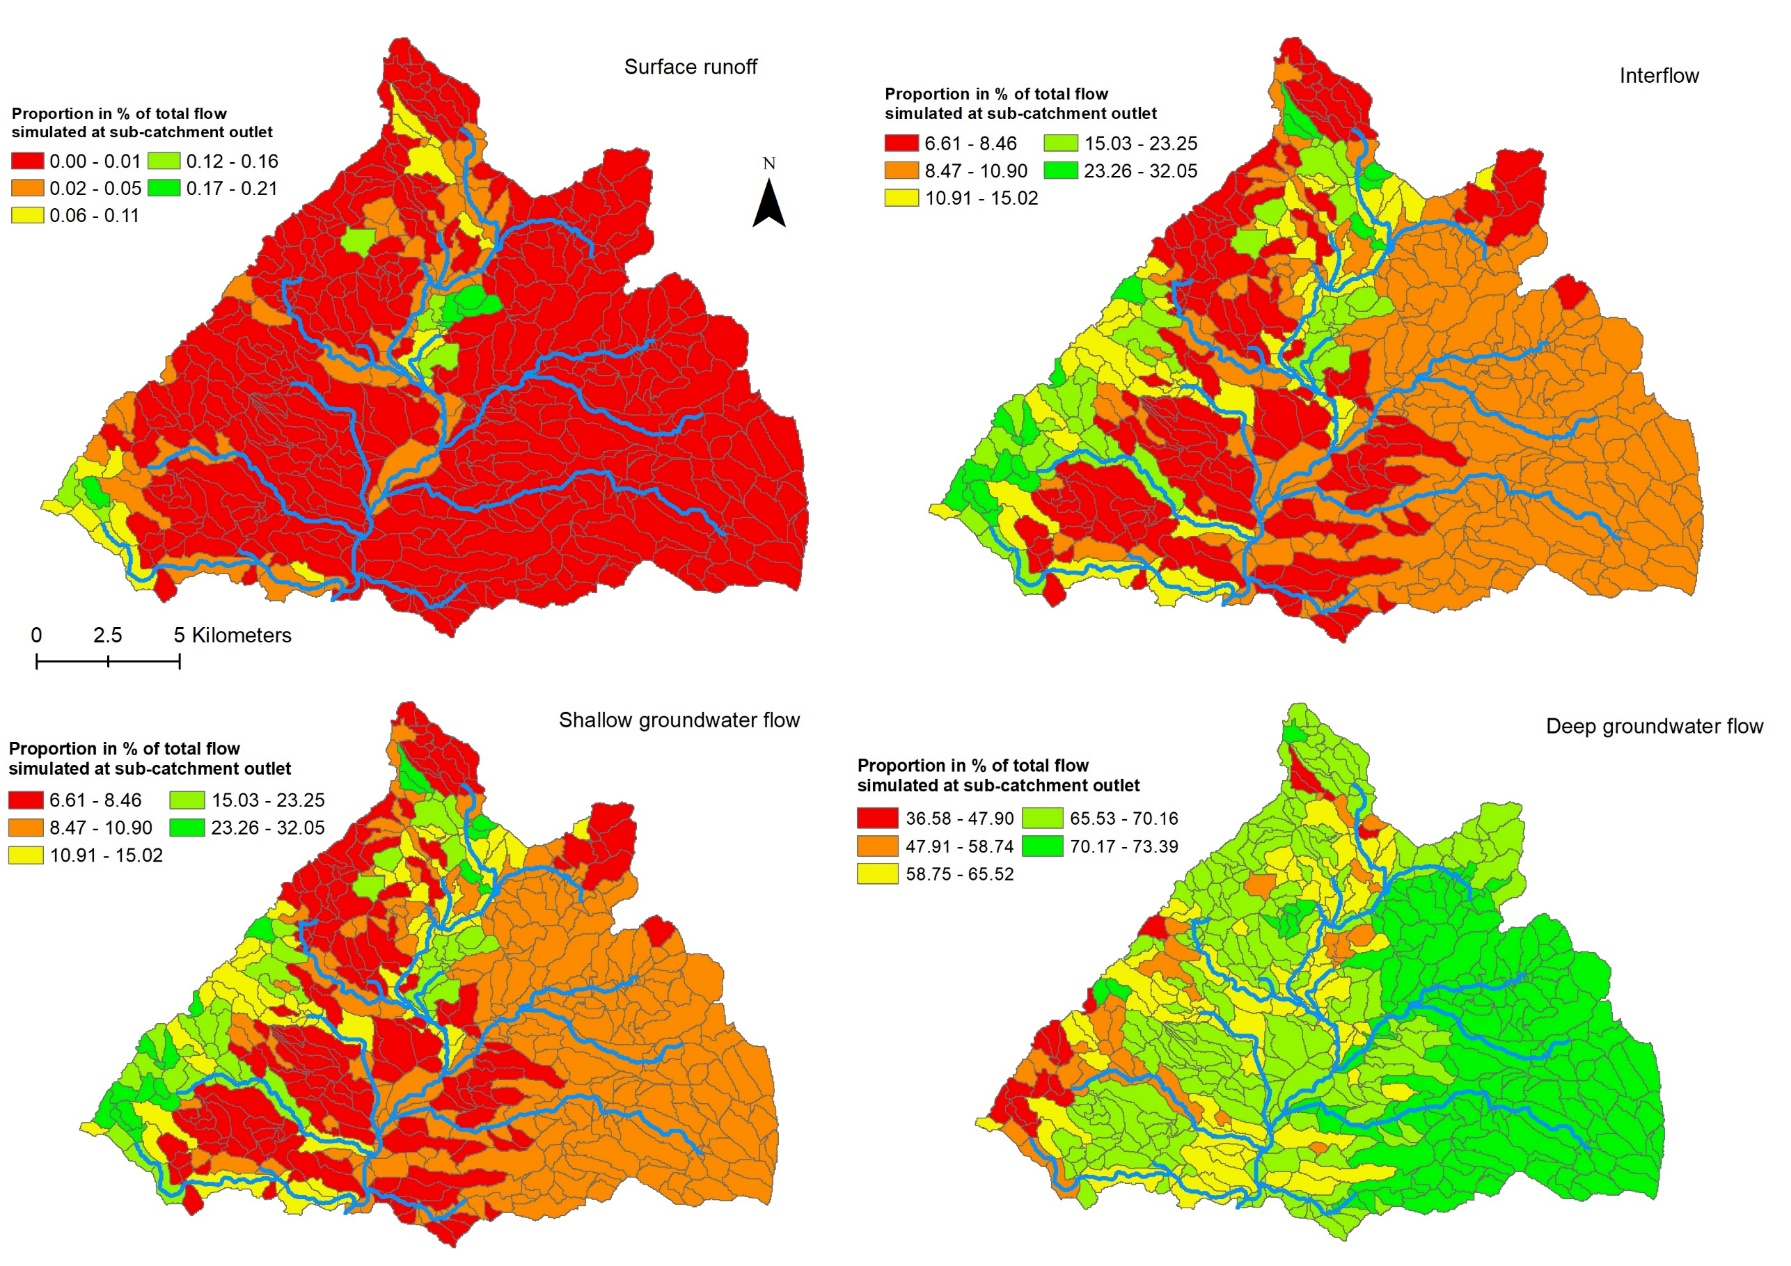 Surface runoff
Proportion in % of total flow
simulated at sub-catchment outlet
0.00 - 0.01 0.12 - 0.16
0.02 - 0.05 0.17 - 0.21
0.06 - 0.11
N
0 2.5 5 Kilometers
Interflow
Proportion in % of total flow
simulated at sub-catchment outlet
6.61 - 8.46 15.03 - 23.25
8.47 - 10.90 23.26 - 32.05
10.91 - 15.02
Shallow groundwater flow
Proportion in % of total flow
simulated at sub-catchment outlet
6.61 - 8.46 15.03 - 23.25
8.47 - 10.90 23.26 - 32.05
10.91 - 15.02
Deep groundwater flow
Proportion in % of total flow
simulated at sub-catchment outlet
36.58 - 47.90 65.53 - 70.16
47.91 - 58.74 70.17 - 73.39
58.75 - 65.52